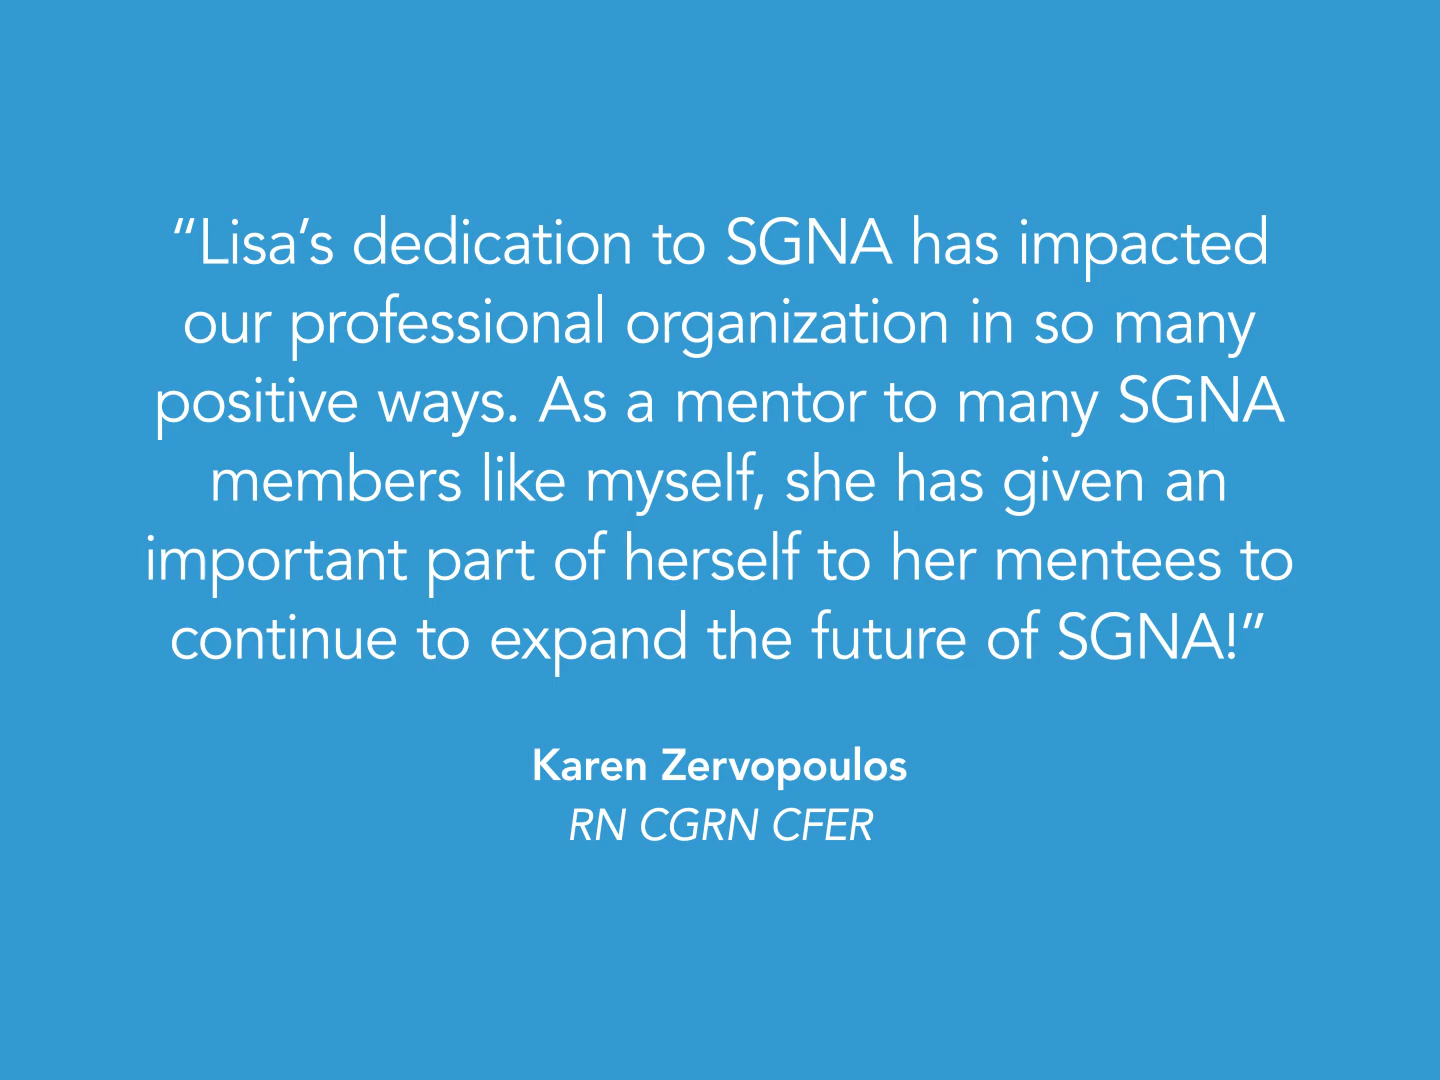 “Lisa’s dedication to SGNA has impacted
our professional organization in so many
positive ways. As a mentor to many SGNA
members like myself, she has given an
important part of herself to her mentees to
continue to expand the future of SGNA!”
Karen Zervopoulos
RN CGRN CFER